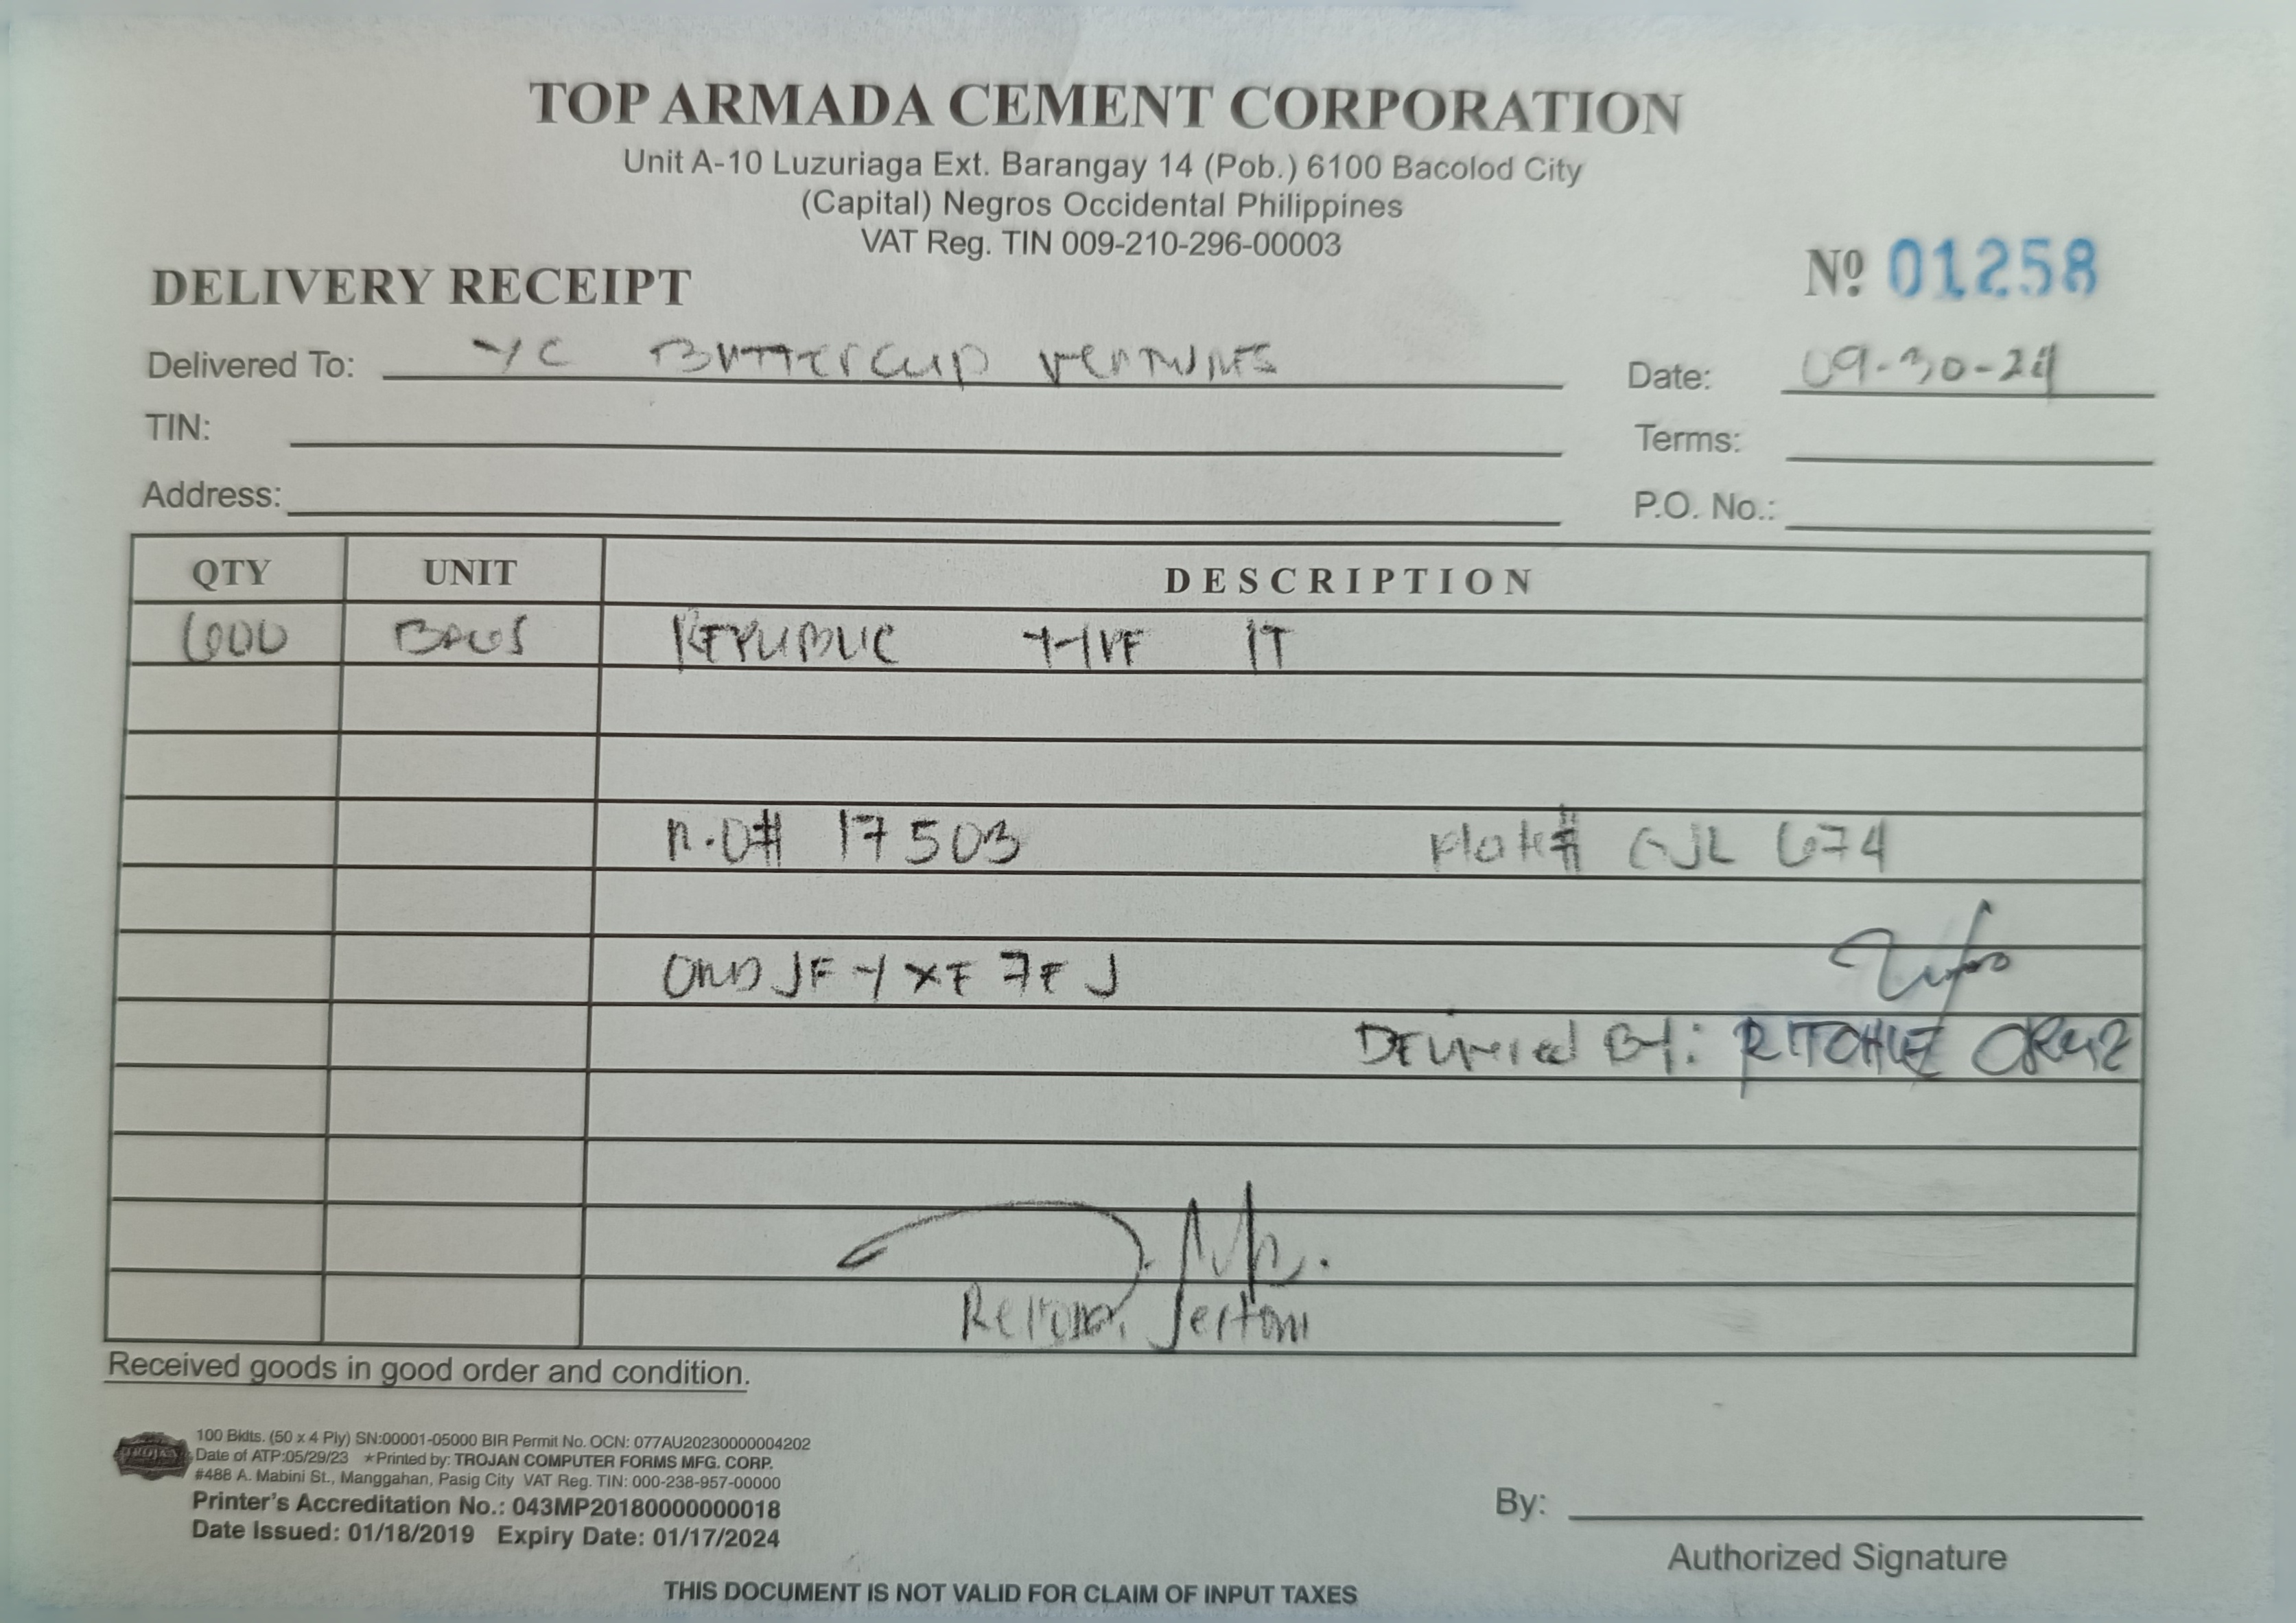 TOP ARMADA CEMENT CORPORATION
Unit A-10 Luzuriaga Ext. Barangay 14 (Pob.) 6100 Bacolod City
(Capital) Negros Occidental Philippines
VAT Reg. TIN 009-210-296-00003
DELIVERY RECEIPT
Nº 01258
Delivered To: YC BUTTERCUP VENTURES
Date: 09-30-24
TIN:
Terms:
Address:
P.O. No.:
QTY UNIT DESCRIPTION
600 BAGS REPUBLIC 1T
17503 Plate# GJL 674
Delivered By: RITCHIE
Received goods in good order and condition.
100 Bklts. (50 x 4 Ply) SN:00001-05000 BIR Permit No. OCN: 077AU20230000004202
Date of ATP:05/29/23 ★Printed by: TROJAN COMPUTER FORMS MFG. CORP.
#488 A. Mabini St., Manggahan, Pasig City VAT Reg. TIN: 000-238-957-00000
Printer's Accreditation No.: 043MP20180000000018
Date Issued: 01/18/2019 Expiry Date: 01/17/2024
By:
Authorized Signature
THIS DOCUMENT IS NOT VALID FOR CLAIM OF INPUT TAXES